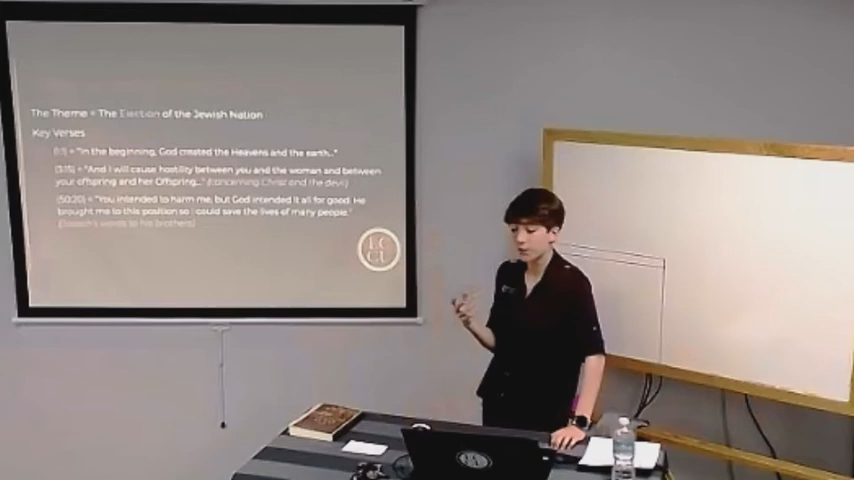 The Theme = The Election of the Jewish Nation
Key Verses
(1:1) = "In the beginning, God created the Heavens and the earth..."
(3:15) = "And I will cause hostility between you and the woman and between
your offspring and her Offspring..." (concerning Christ and the devil)
(50:20) = "You intended to harm me, but God intended it all for good. He
brought me to this position so I could save the lives of many people."
(Joseph's words to his brothers)